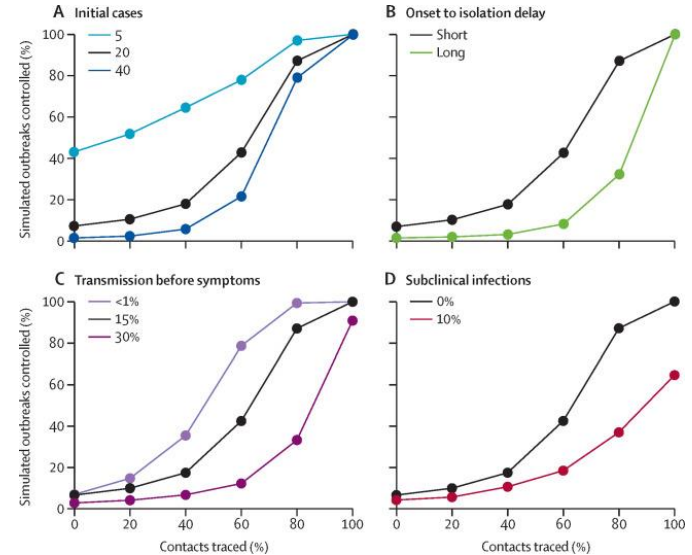 A Initial cases
5
20
40
Simulated outbreaks controlled (%)
100
80
60
40
20
0
B Onset to isolation delay
Short
Long
C Transmission before symptoms
<1%
15%
30%
Simulated outbreaks controlled (%)
100
80
60
40
20
0
0 20 40 60 80 100
Contacts traced (%)
D Subclinical infections
0%
10%
0 20 40 60 80 100
Contacts traced (%)